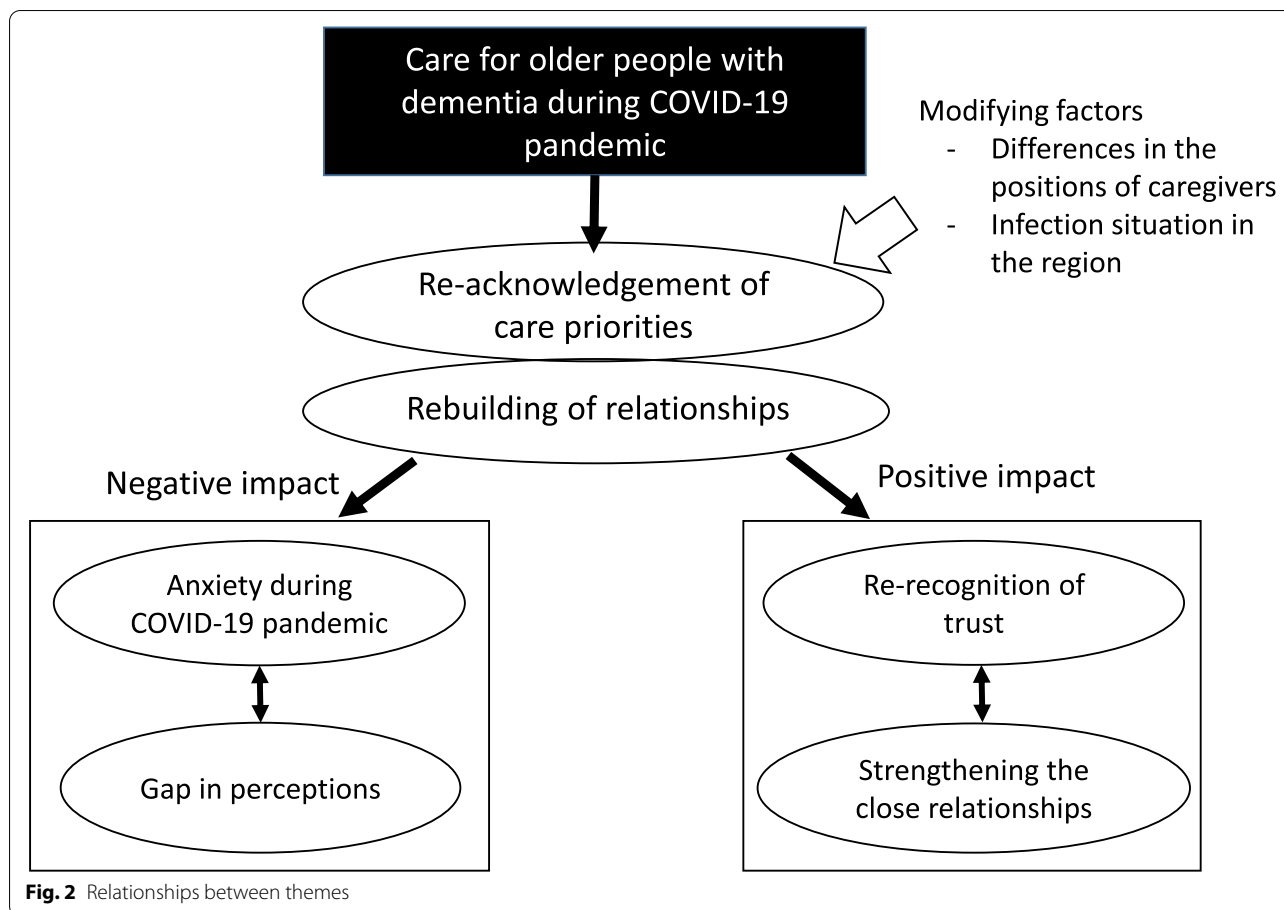 Care for older people with
dementia during COVID-19
pandemic
Modifying factors
- Differences in the
positions of caregivers
- Infection situation in
the region
Re-acknowledgement of
care priorities
Rebuilding of relationships
Negative impact
Positive impact
Anxiety during
COVID-19 pandemic
Gap in perceptions
Re-recognition of
trust
Strengthening the
close relationships
Fig. 2 Relationships between themes